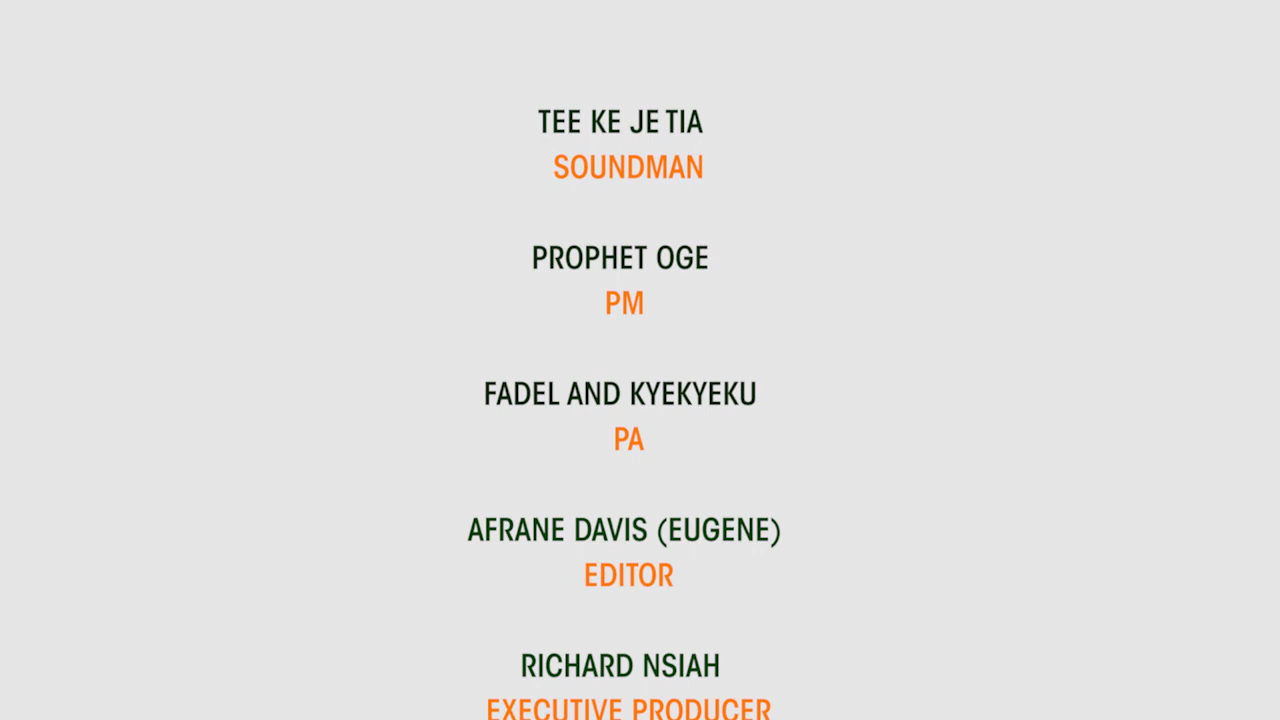 TEE KE JE TIA
SOUNDMAN
PROPHET OGE
PM
FADEL AND KYEKYEKU
PA
AFRANE DAVIS (EUGENE)
EDITOR
RICHARD NSIAH
EXECUTIVE PRODUCER